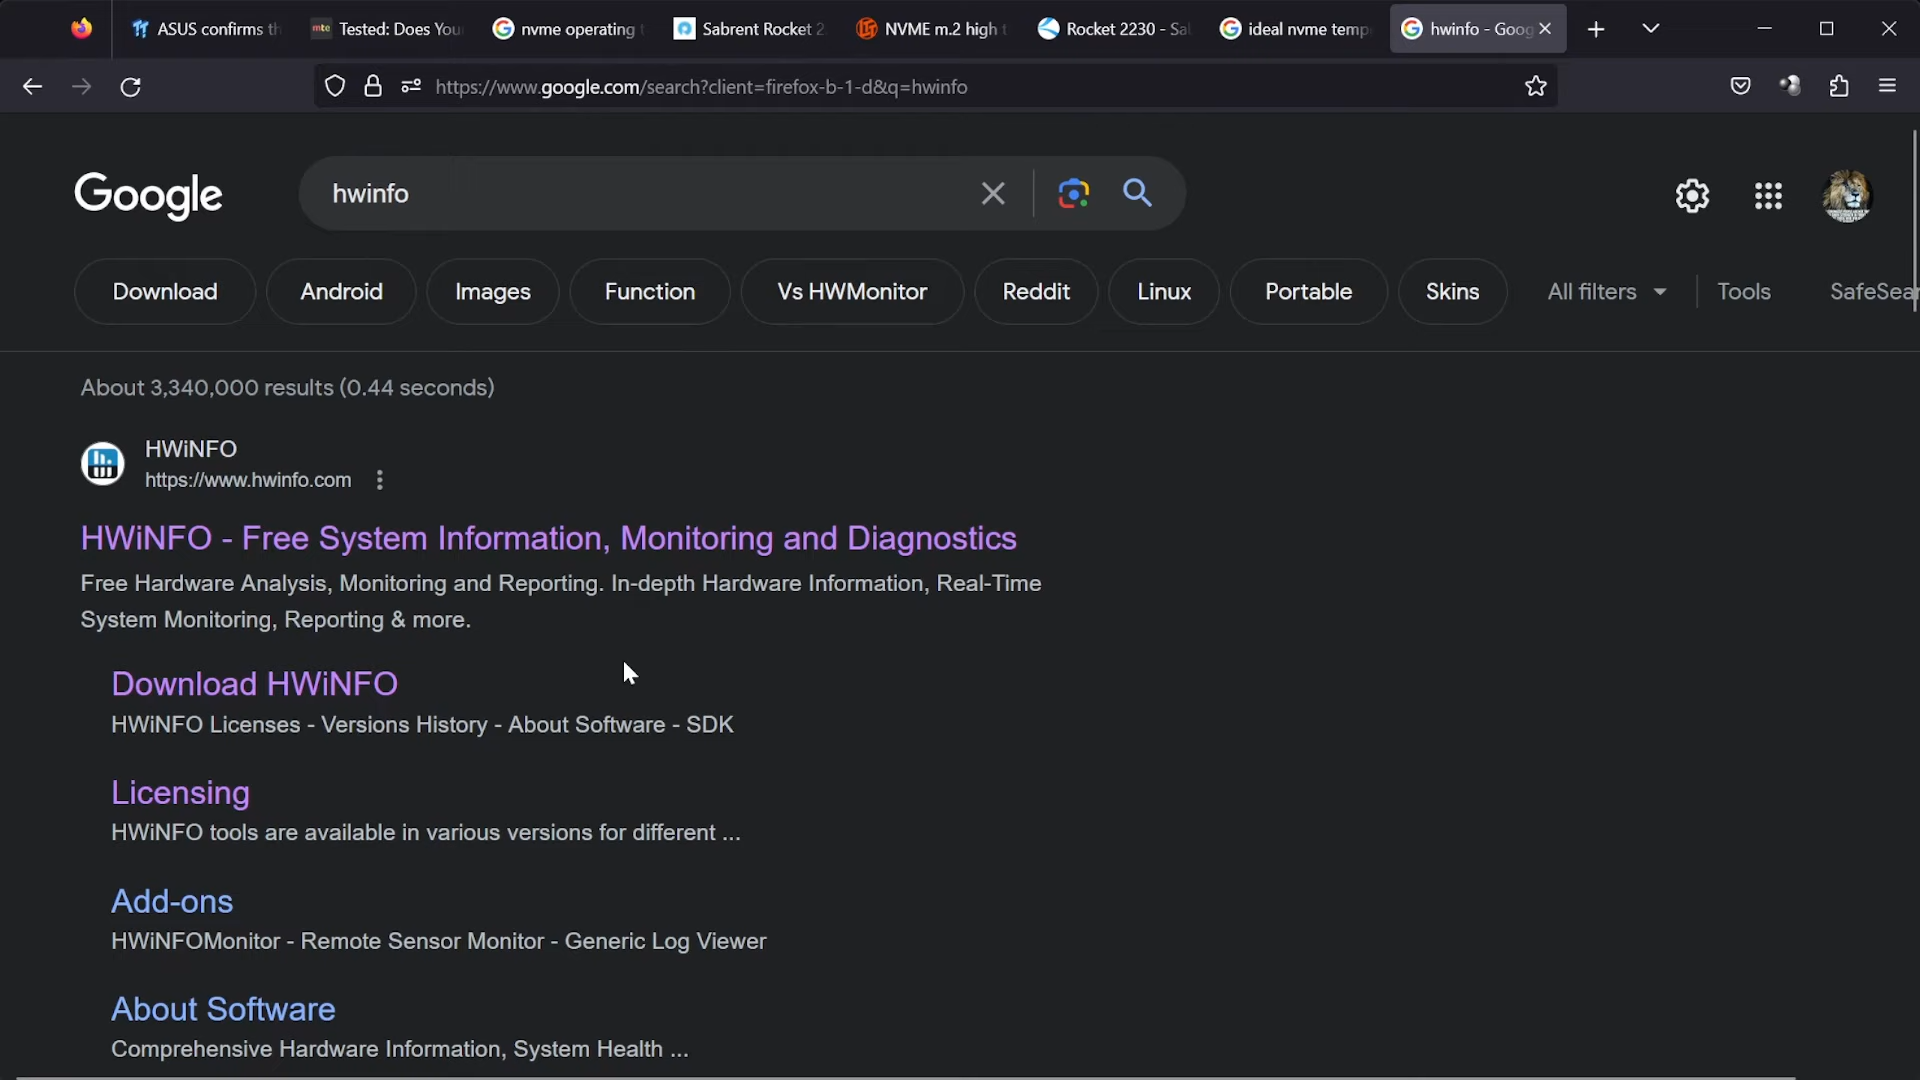 ASUS confirms th
mtc Tested: Does You
nvme operating t
Sabrent Rocket 2
NVME m.2 high t
Rocket 2230 - Sa
ideal nvme temp
hwinfo - Goog
https://www.google.com/search?client=firefox-b-1-d&q=hwinfo
Google
hwinfo
Download
Android
Images
Function
Vs HWMonitor
Reddit
Linux
Portable
Skins
All filters
Tools
SafeSear
About 3,340,000 results (0.44 seconds)
HWiNFO
https://www.hwinfo.com
HWiNFO - Free System Information, Monitoring and Diagnostics
Free Hardware Analysis, Monitoring and Reporting. In-depth Hardware Information, Real-Time
System Monitoring, Reporting & more.
Download HWiNFO
HWiNFO Licenses - Versions History - About Software - SDK
Licensing
HWiNFO tools are available in various versions for different ...
Add-ons
HWiNFOMonitor - Remote Sensor Monitor - Generic Log Viewer
About Software
Comprehensive Hardware Information, System Health ...